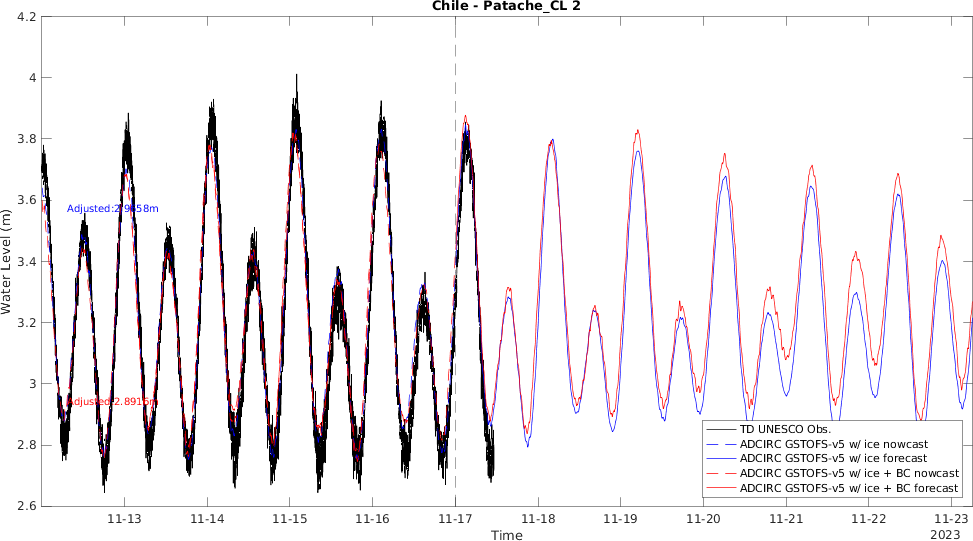 Chile - Patache_CL 2
4.2
4
3.8
3.6
3.4
3.2
3
2.8
2.6
Water Level (m)
Adjusted:2.9658m
Adjusted:2.8916m
TD UNESCO Obs.
ADCIRC GSTOFS-v5 w/ ice nowcast
ADCIRC GSTOFS-v5 w/ ice forecast
ADCIRC GSTOFS-v5 w/ ice + BC nowcast
ADCIRC GSTOFS-v5 w/ ice + BC forecast
11-13 11-14 11-15 11-16 11-17 11-18 11-19 11-20 11-21 11-22 11-23
Time 2023